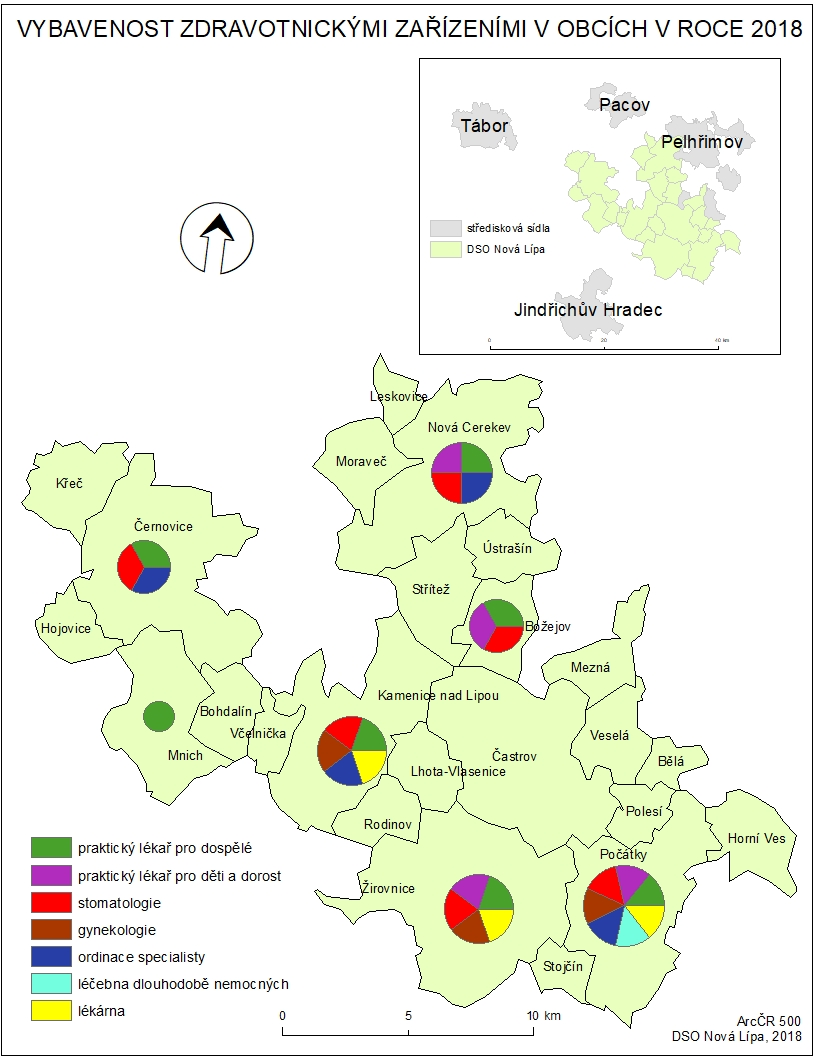 VYBAVENOST ZDRAVOTNICKÝMI ZAŘÍZENÍMI V OBCÍCH V ROCE 2018
Pacov
Tábor
Pelhřimov
středisková sídla
DSO Nová Lípa
Jindřichův Hradec
0 20 40 km
Leskovice
Nová Cerekev
Moraveč
Křeč
Černovice
Ústrašín
Střítež
Hojovice
Božejov
Mezná
Kamenice nad Lipou
Bohdalín
Včelnička
Veselá
Mnich
Častrov
Bělá
Lhota-Vlasenice
Polesí
Rodinov
Horní Ves
Počátky
Žirovnice
Stojčín
praktický lékař pro dospělé
praktický lékař pro děti a dorost
stomatologie
gynekologie
ordinace specialisty
léčebna dlouhodobě nemocných
lékárna
0 5 10 km
ArcČR 500
DSO Nová Lípa, 2018